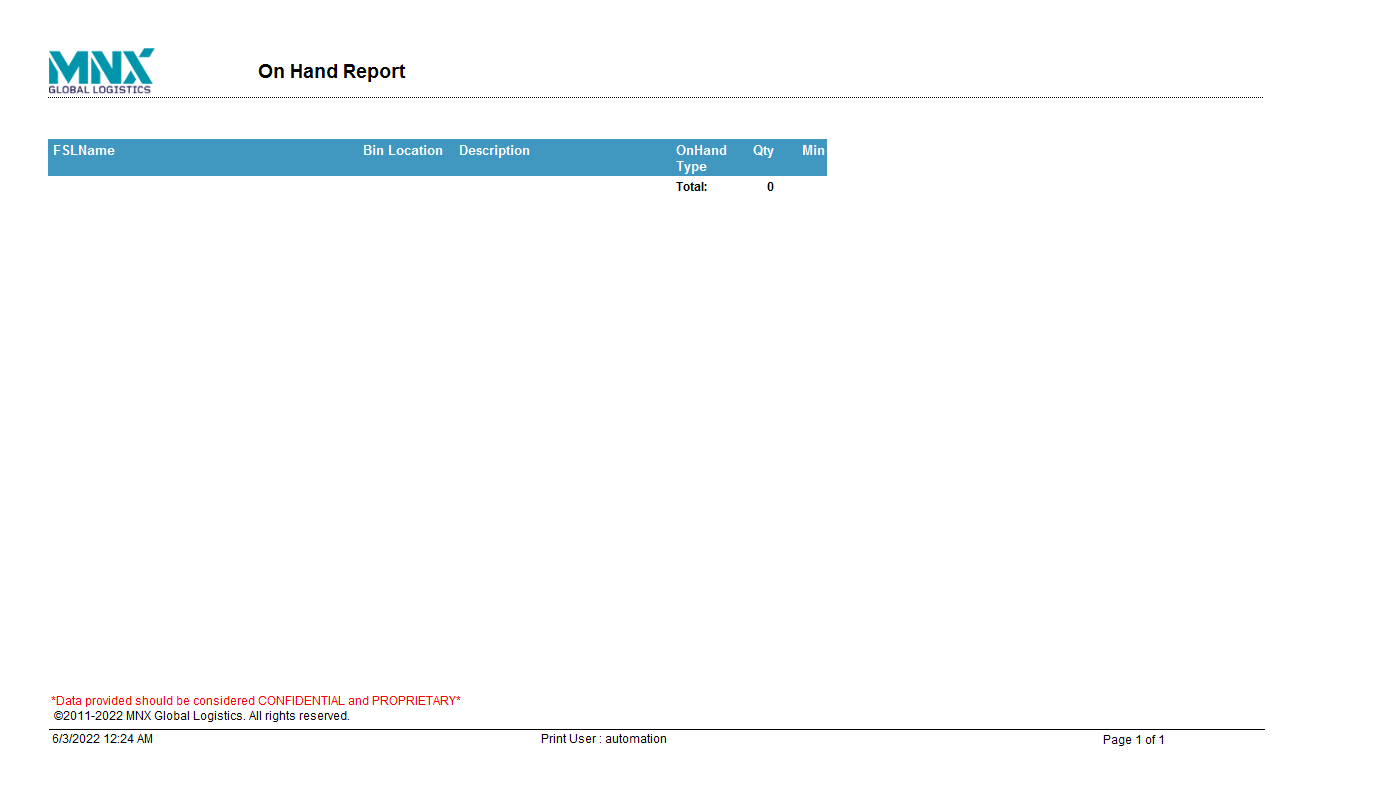 MNX
GLOBAL LOGISTICS
On Hand Report
FSLName Bin Location Description OnHand Type Qty Min
Total: 0
*Data provided should be considered CONFIDENTIAL and PROPRIETARY*
©2011-2022 MNX Global Logistics. All rights reserved.
6/3/2022 12:24 AM Print User : automation Page 1 of 1